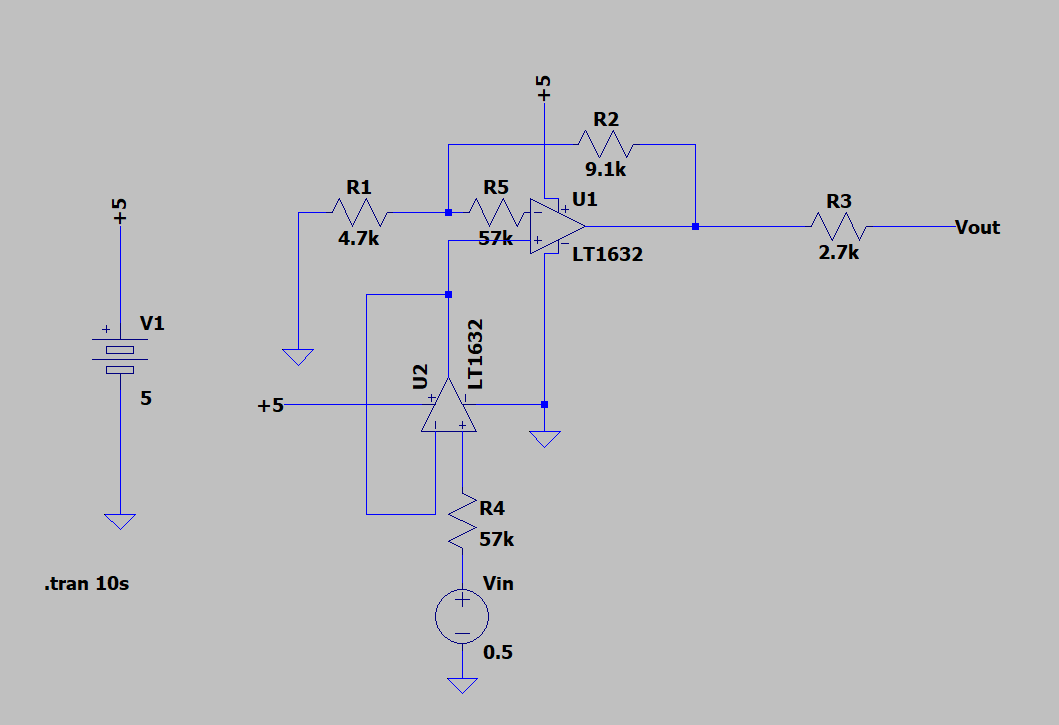 +5
R2
9.1k
+5
R1
4.7k
R5
57k
U1
LT1632
R3
2.7k
Vout
V1
5
+5
U2
LT1632
R4
57k
Vin
0.5
.tran 10s